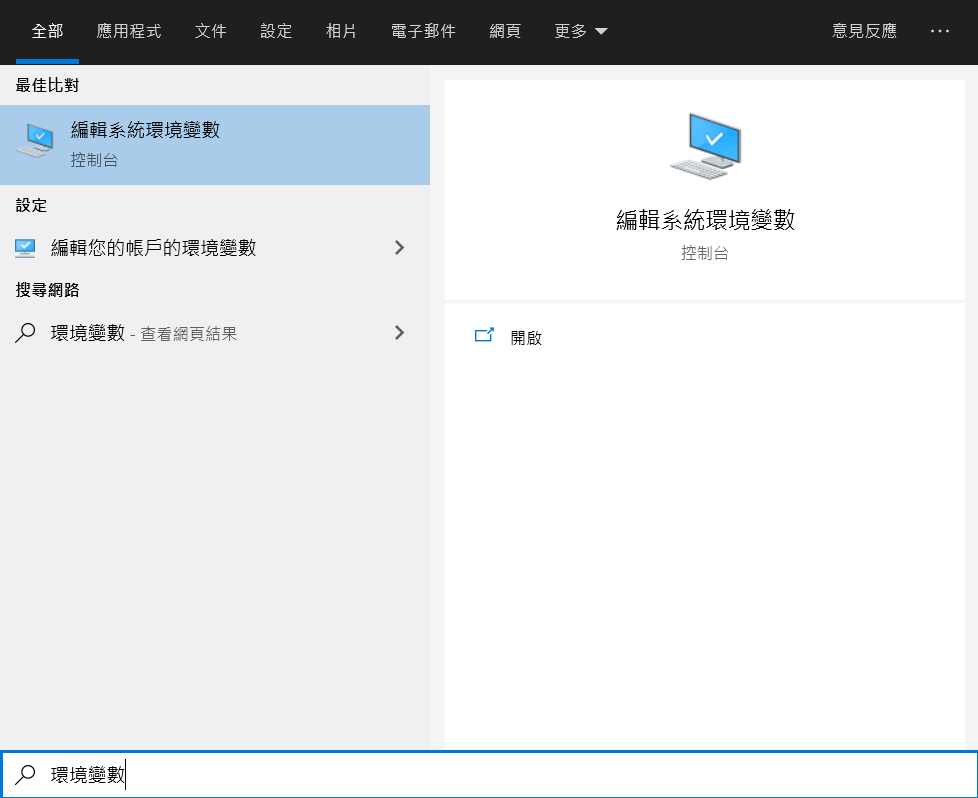 全部 應用程式 文件 設定 相片 電子郵件 網頁 更多 意見反應 ···
最佳比對
編輯系統環境變數
控制台
設定
編輯您的帳戶的環境變數
搜尋網路
環境變數 - 查看網頁結果
編輯系統環境變數
控制台
開啟
環境變數